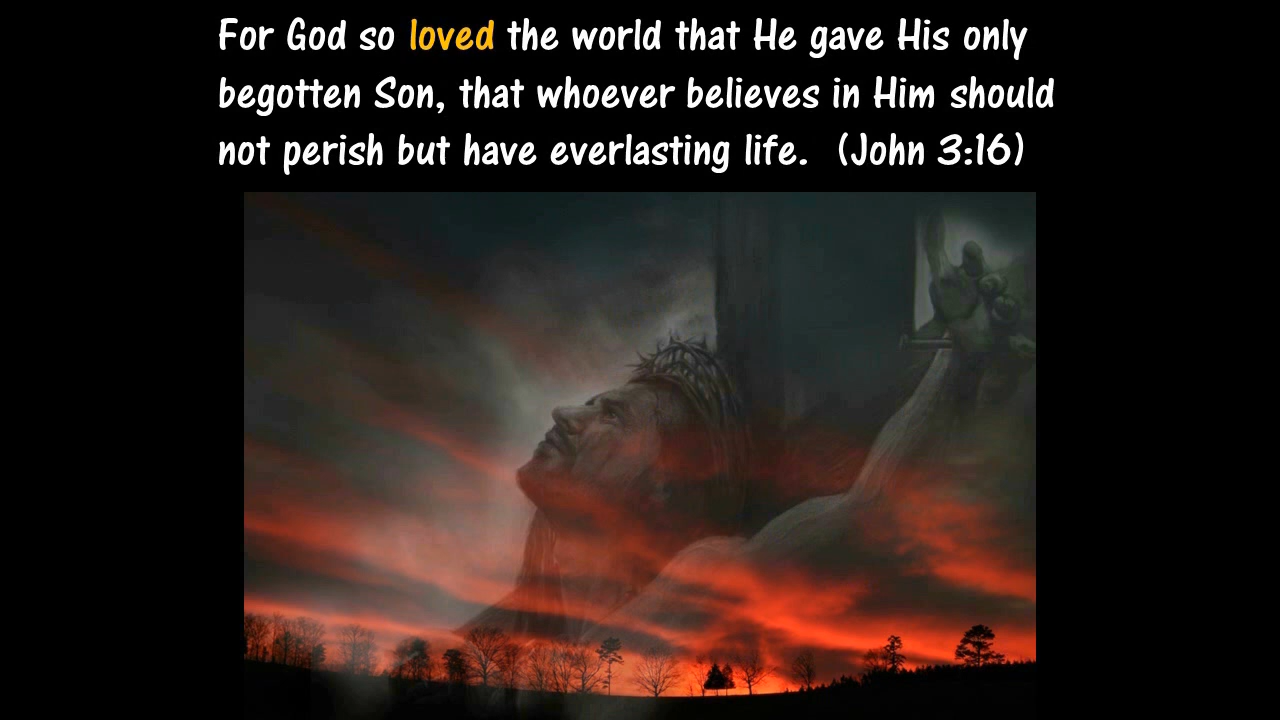 For God so loved the world that He gave His only
begotten Son, that whoever believes in Him should
not perish but have everlasting life.  (John 3:16)